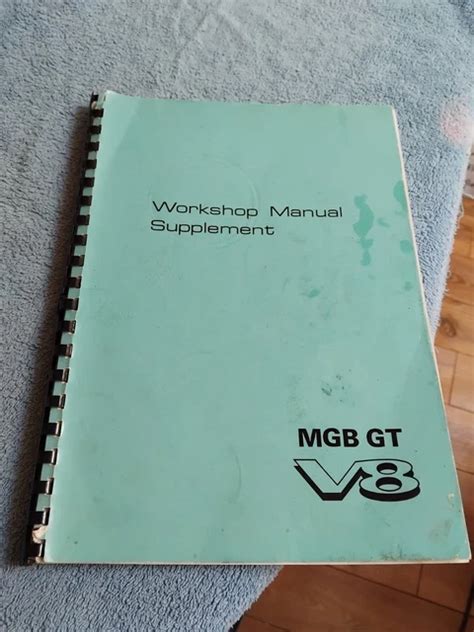 Workshop Manual
Supplement
MGB GT
V8